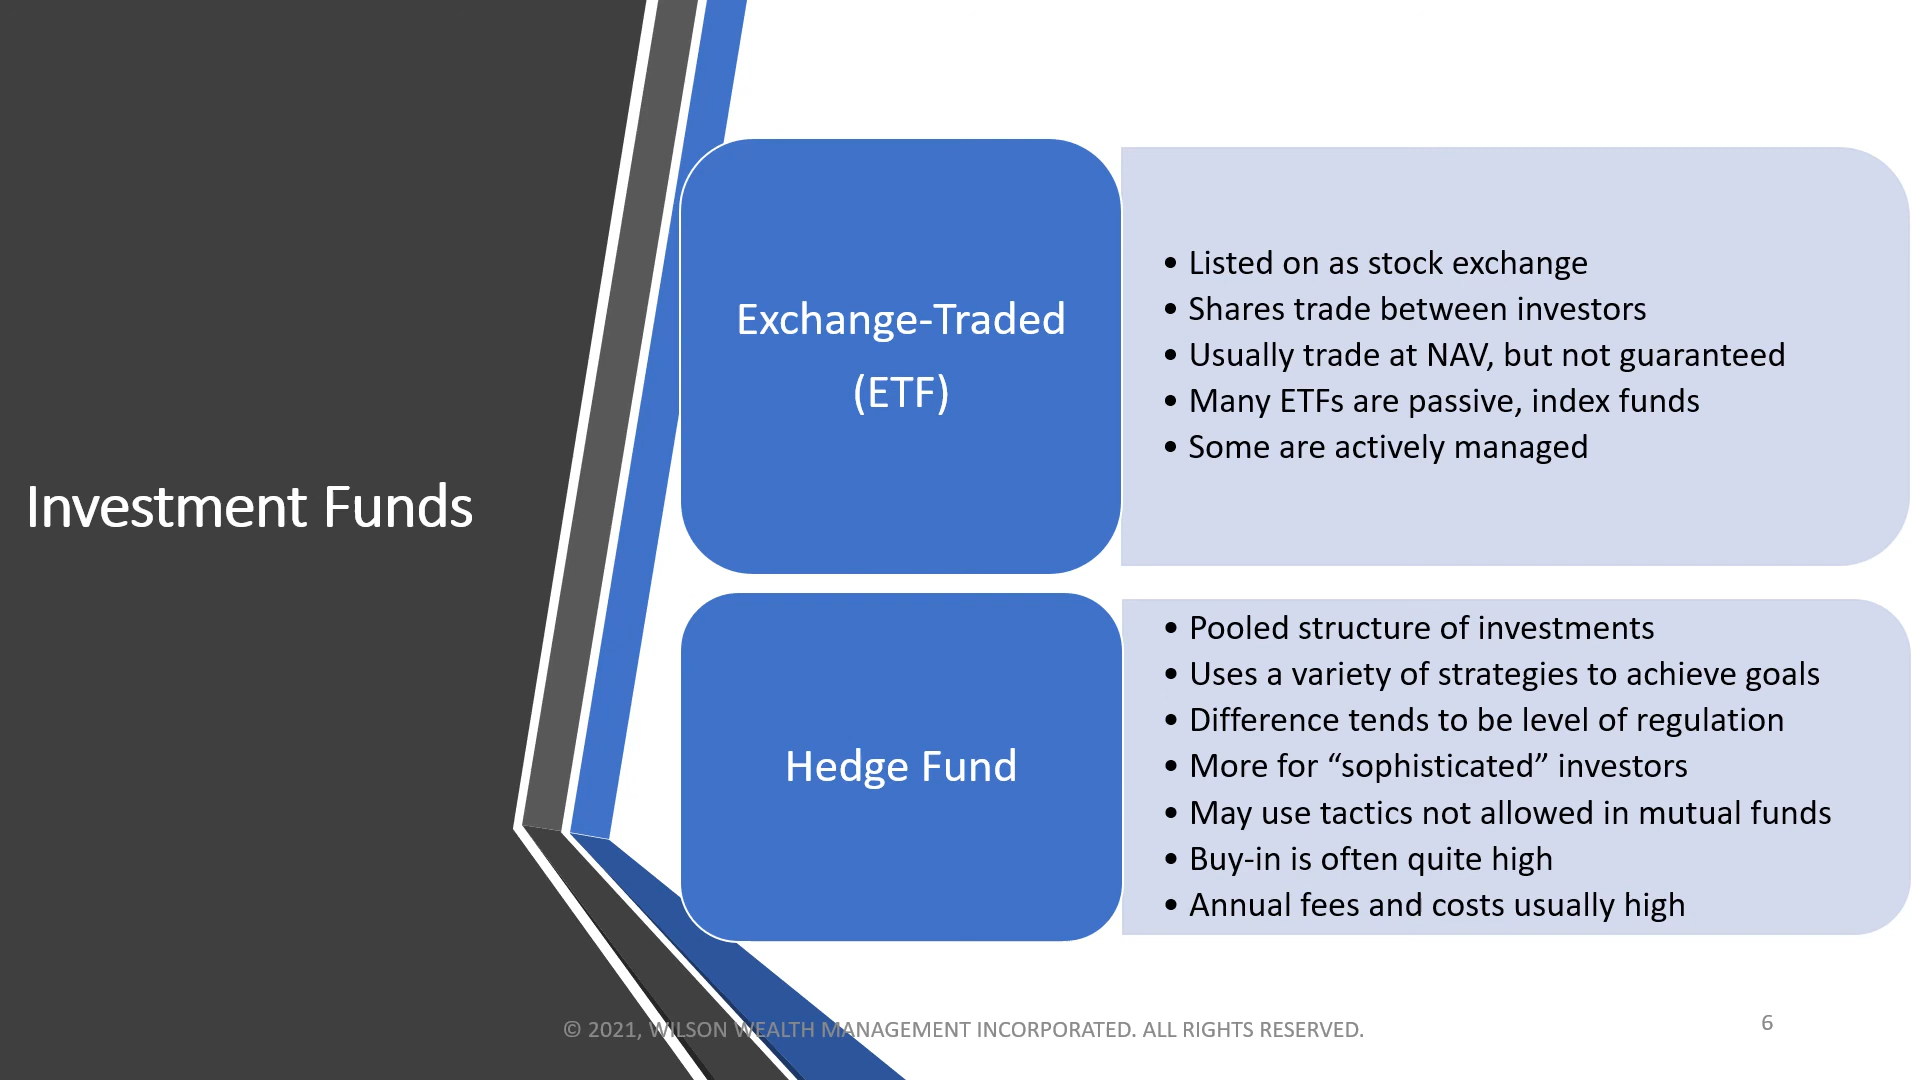 Investment Funds
Exchange-Traded
(ETF)
• Listed on as stock exchange
• Shares trade between investors
• Usually trade at NAV, but not guaranteed
• Many ETFs are passive, index funds
• Some are actively managed
Hedge Fund
• Pooled structure of investments
• Uses a variety of strategies to achieve goals
• Difference tends to be level of regulation
• More for “sophisticated” investors
• May use tactics not allowed in mutual funds
• Buy-in is often quite high
• Annual fees and costs usually high
© 2021, WILSON WEALTH MANAGEMENT INCORPORATED. ALL RIGHTS RESERVED.
6